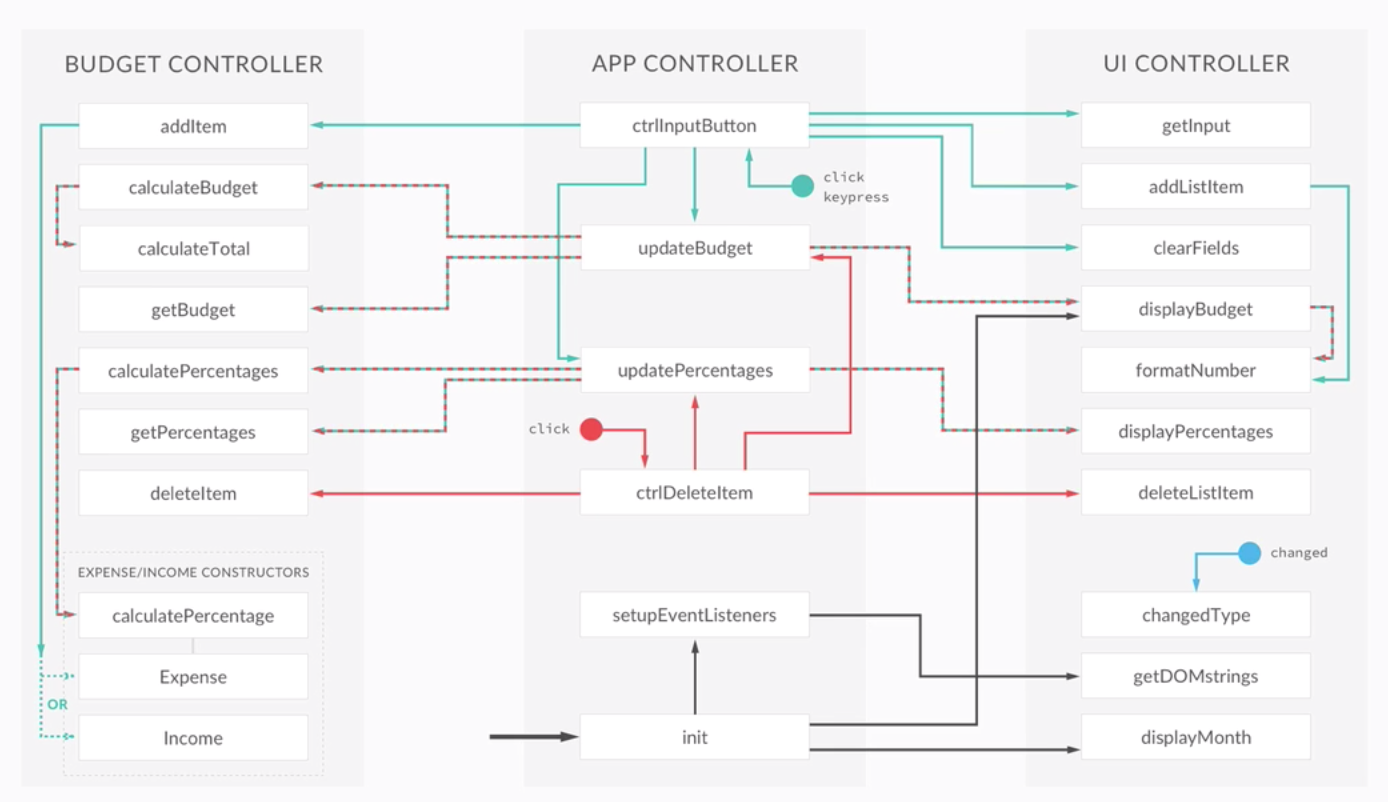 BUDGET CONTROLLER
addItem
calculateBudget
calculateTotal
getBudget
calculatePercentages
getPercentages
deleteItem
EXPENSE/INCOME CONSTRUCTORS
calculatePercentage
Expense
OR
Income
APP CONTROLLER
ctrlInputButton
click
keypress
updateBudget
updatePercentages
click
ctrlDeleteItem
setupEventListeners
init
UI CONTROLLER
getInput
addListItem
clearFields
displayBudget
formatNumber
displayPercentages
deleteListItem
changed
changedType
getDOMstrings
displayMonth